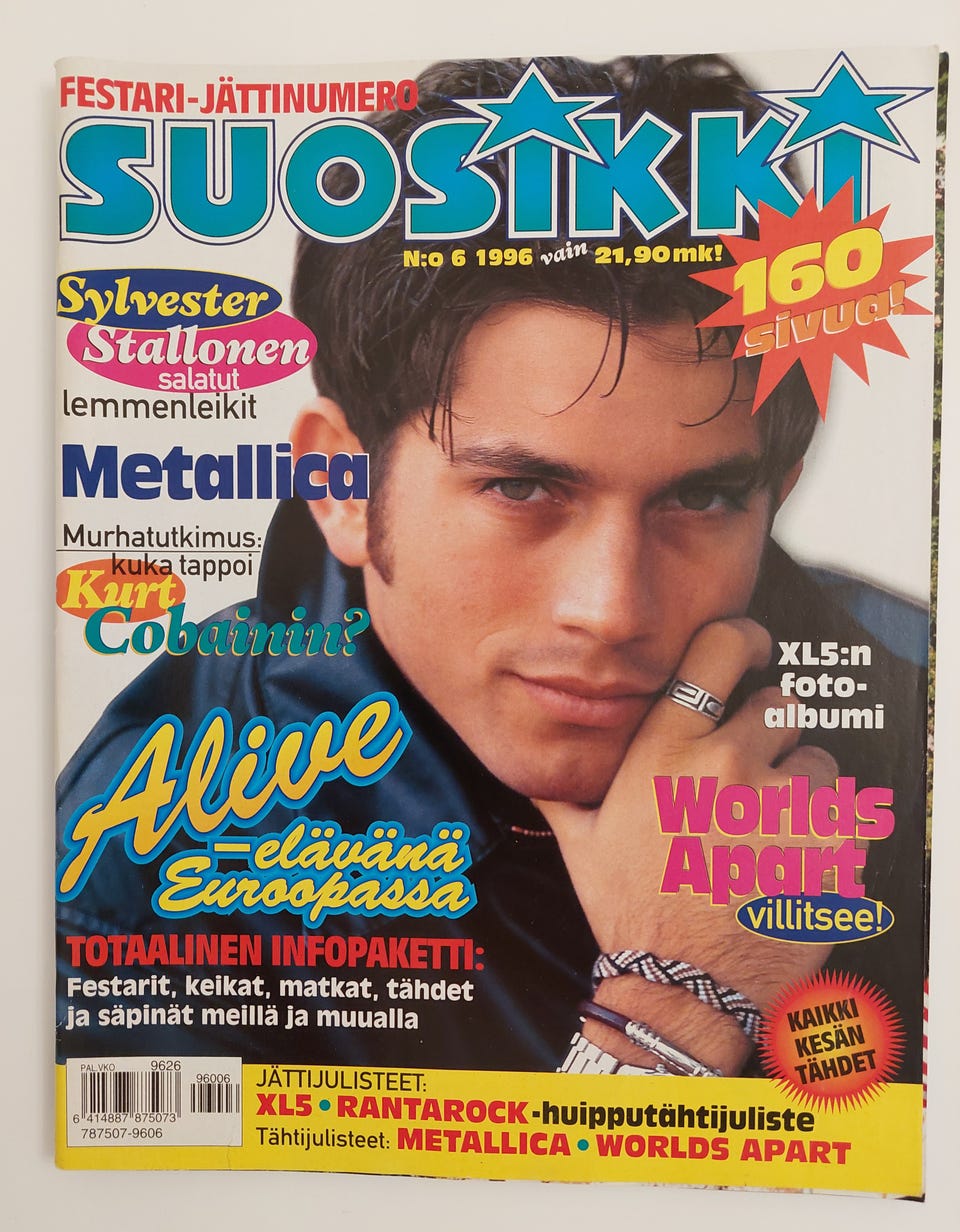 FESTARI-JÄTTINUMERO
SUOSIKKI
N:o 6 1996 vain 21,90 mk!
160
sivua!
Sylvester
Stallonen
salatut
lemmenleikit
Metallica
Murhatutkimus:
kuka tappoi
Kurt
Cobainin?
XL5:n
foto-
albumi
Alive
–elävänä
Euroopassa
Worlds
Apart
villitsee!
TOTAALINEN INFOPAKETTI:
Festarit, keikat, matkat, tähdet
ja säpinät meillä ja muualla
KAIKKI
KESÄN
TÄHDET
PAL.VKO 9626
96006
6 414887 875073
787507-9606
JÄTTIJULISTEET:
XL5 • RANTAROCK-huipputähtijuliste
Tähtijulisteet: METALLICA • WORLDS APART